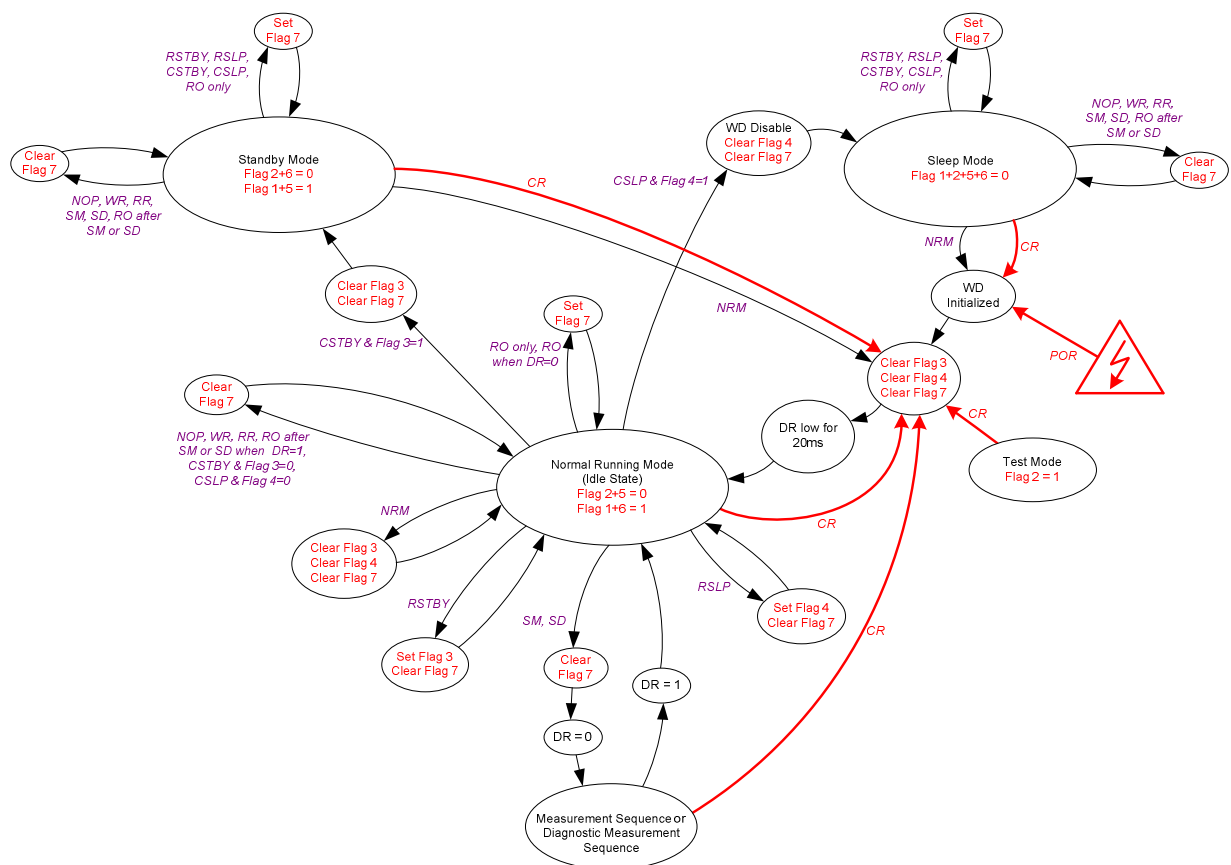 Set
Flag 7
RSTBY, RSLP,
CSTBY, CSLP,
RO only
Clear
Flag 7
Standby Mode
Flag 2+6 = 0
Flag 1+5 = 1
NOP, WR, RR,
SM, SD, RO after
SM or SD
Set
Flag 7
RSTBY, RSLP,
CSTBY, CSLP,
RO only
NOP, WR, RR,
SM, SD, RO after
SM or SD
WD Disable
Clear Flag 4
Clear Flag 7
Sleep Mode
Flag 1+2+5+6 = 0
Clear
Flag 7
CR
CSLP & Flag 4=1
NRM
CR
WD
Initialized
Clear Flag 3
Clear Flag 7
NRM
Set
Flag 7
CSTBY & Flag 3=1
RO only, RO
when DR=0
POR
Clear Flag 3
Clear Flag 4
Clear Flag 7
Clear
Flag 7
CR
DR low for
20ms
NOP, WR, RR, RO after
SM or SD when DR=1,
CSTBY & Flag 3=0,
CSLP & Flag 4=0
Normal Running Mode
(Idle State)
Flag 2+5 = 0
Flag 1+6 = 1
Test Mode
Flag 2 = 1
NRM
CR
Clear Flag 3
Clear Flag 4
Clear Flag 7
RSTBY
RSLP
Set Flag 4
Clear Flag 7
SM, SD
CR
Set Flag 3
Clear Flag 7
Clear
Flag 7
DR = 1
DR = 0
Measurement Sequence or
Diagnostic Measurement
Sequence